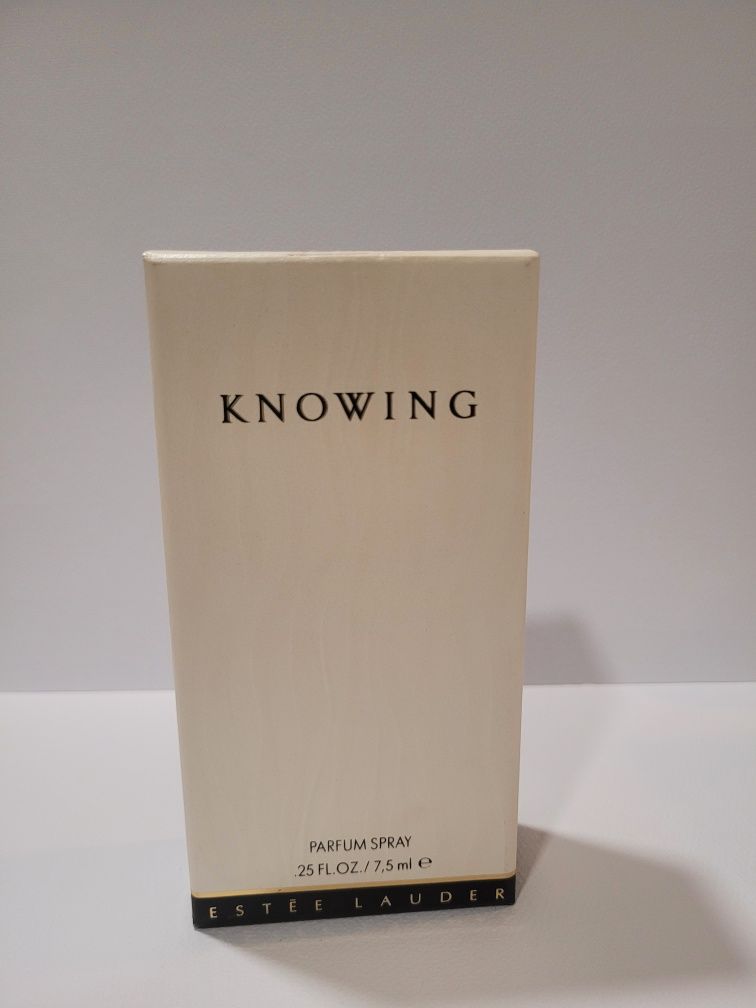 KNOWING
PARFUM SPRAY
.25 FL.OZ./ 7,5 ml ℮
ESTĒE LAUDER